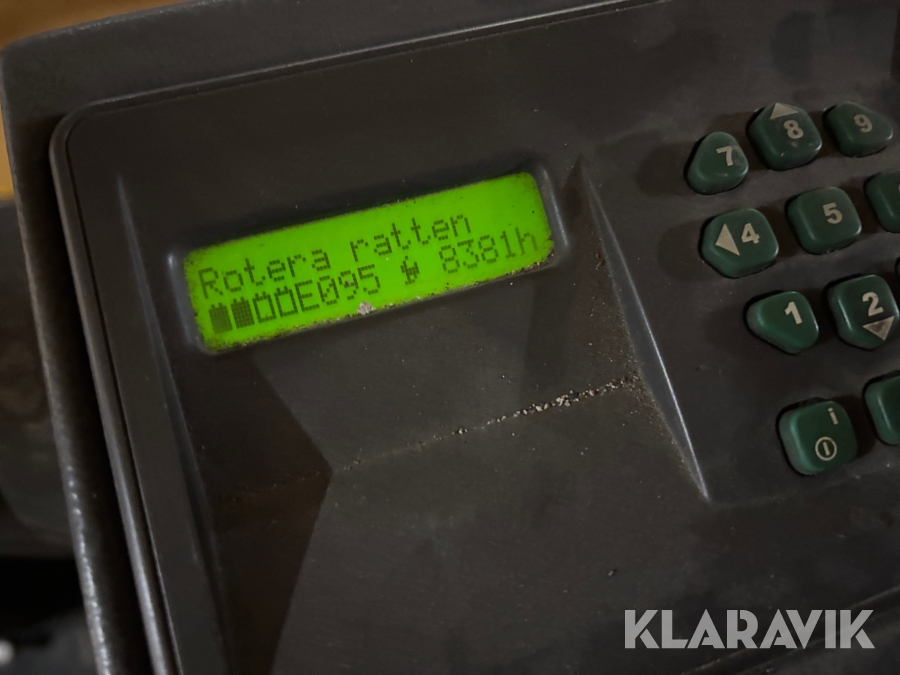 Rotera ratten
E095 8381h
7 8 9
4 5
1 2
i
KLARAVIK